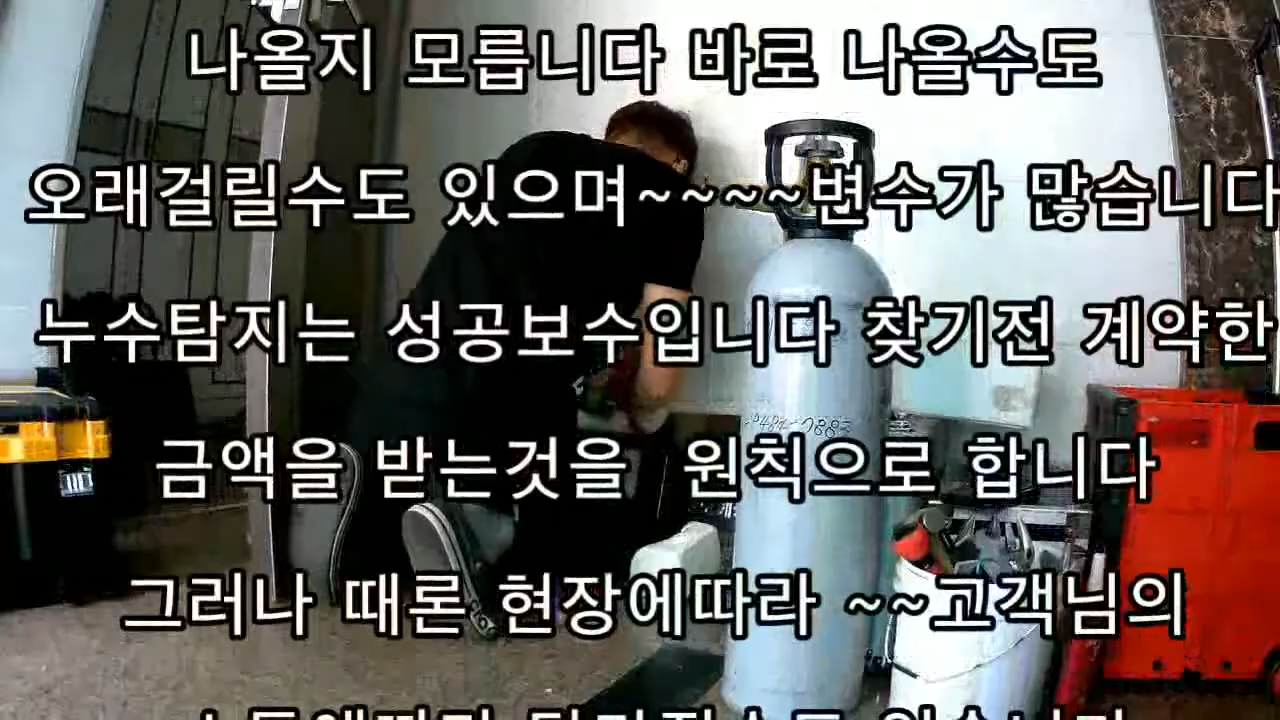 나올지 모릅니다 바로 나올수도
오래걸릴수도 있으며~~~~변수가 많습니다
누수탐지는 성공보수입니다 찾기전 계약한
금액을 받는것을 원칙으로 합니다
그러나 때론 현장에따라 ~~고객님의